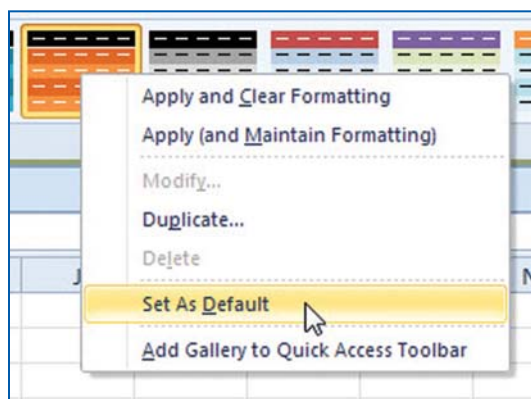 Apply and Clear Formatting
Apply (and Maintain Formatting)
Modify...
Duplicate...
Delete
Set As Default
Add Gallery to Quick Access Toolbar
J
N